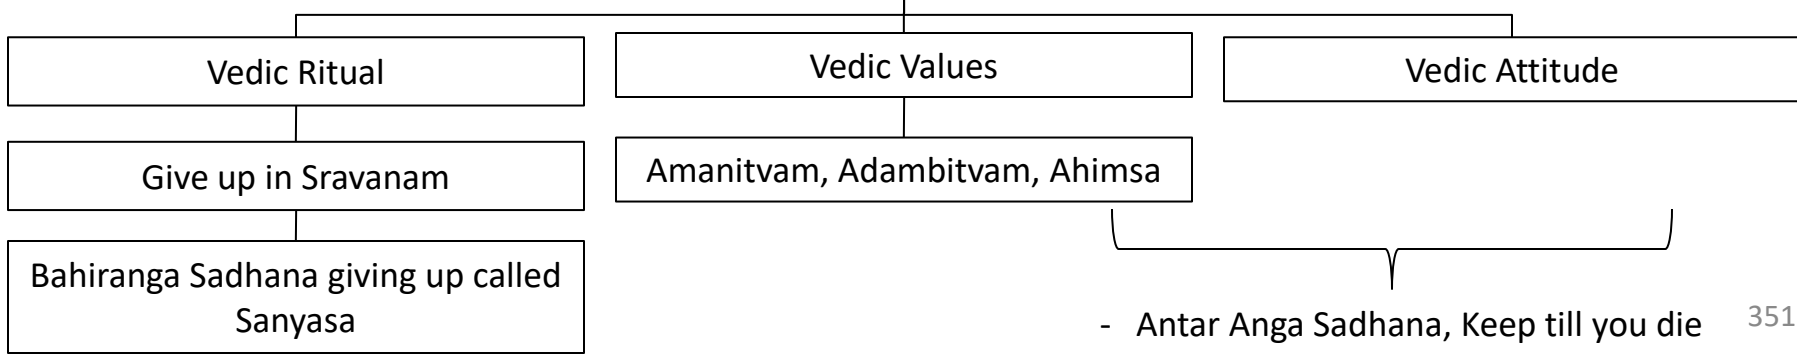 Vedic Ritual
Vedic Values
Vedic Attitude
Give up in Sravanam
Amanitvam, Adambitvam, Ahimsa
Bahiranga Sadhana giving up called
Sanyasa
- Antar Anga Sadhana, Keep till you die
351